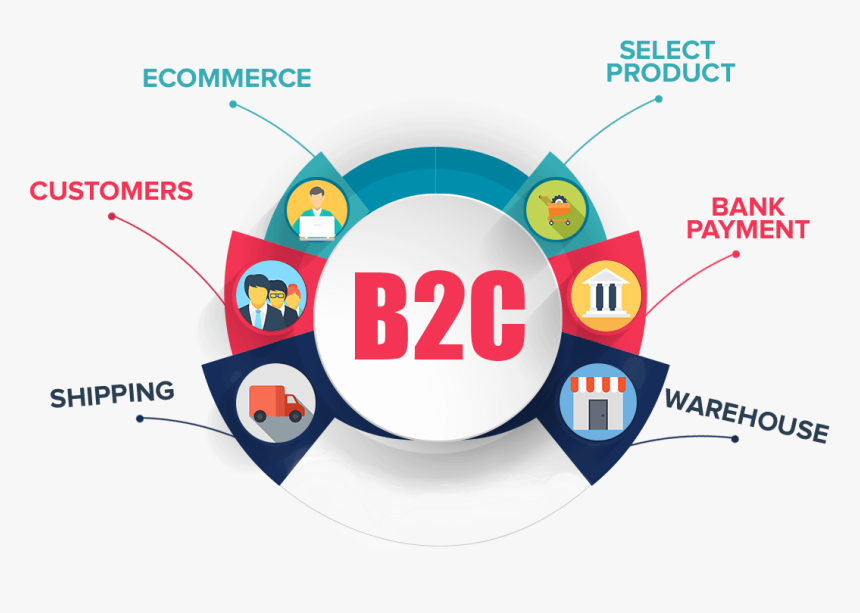 ECOMMERCE
SELECT
PRODUCT
CUSTOMERS
BANK
PAYMENT
B2C
SHIPPING
WAREHOUSE